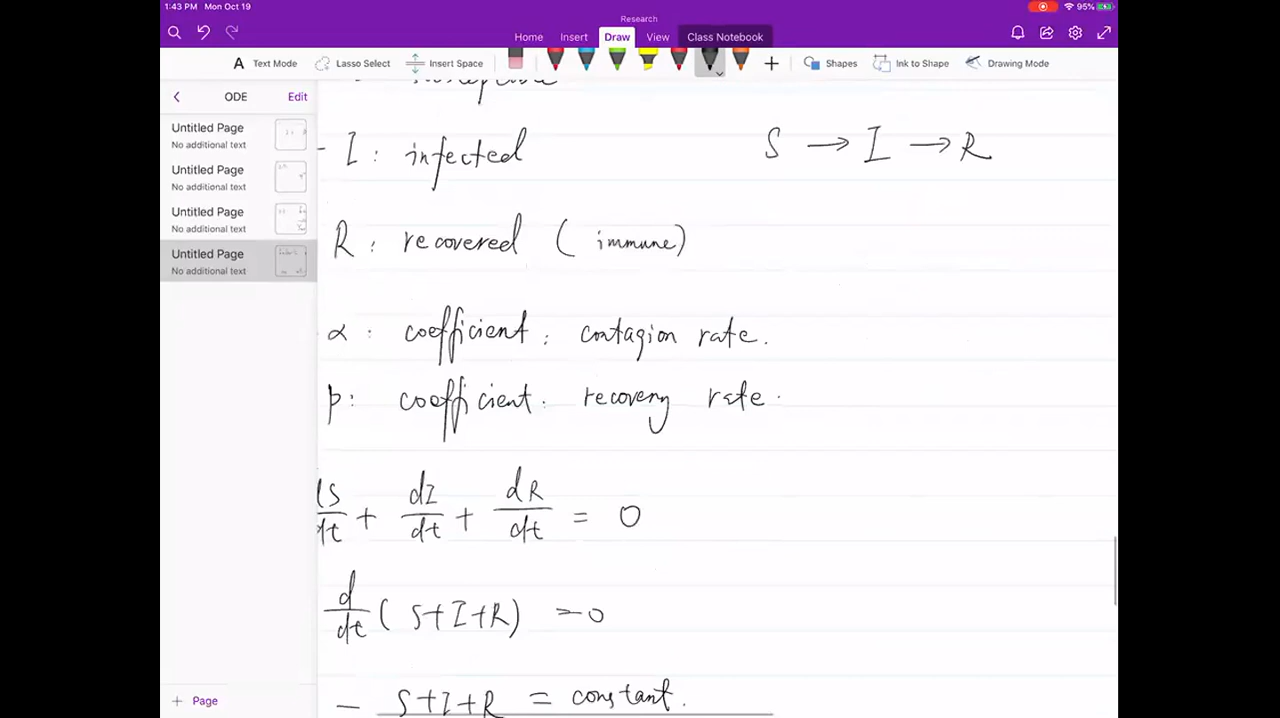 1:43 PM Mon Oct 19
95%
Research
Home Insert Draw View Class Notebook
A Text Mode Lasso Select Insert Space Shapes Ink to Shape Drawing Mode
ODE Edit
Untitled Page
No additional text
Untitled Page
No additional text
Untitled Page
No additional text
Untitled Page
No additional text
+ Page
- I : infected S → I → R
R : recovered ( immune)
α : coefficient : contagion rate.
p : coefficient : recovery rate.
dS/dt + dI/dt + dR/dt = 0
d/dt ( S+I+R) = 0
- S+I+R = constant.